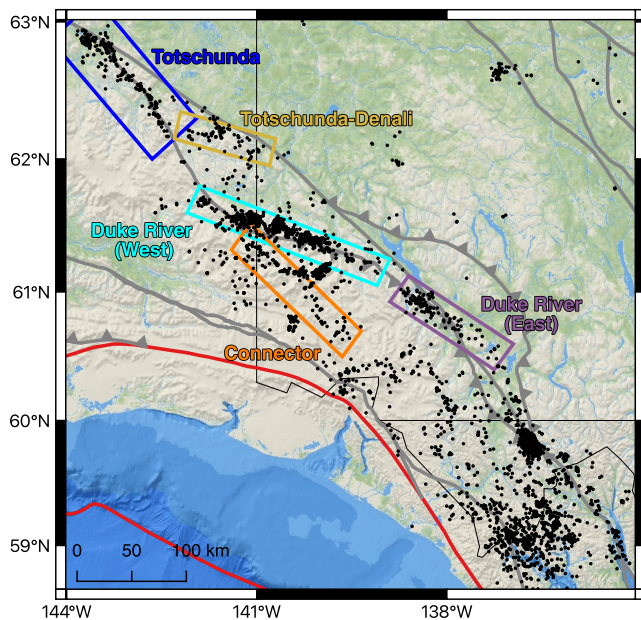 63°N
Totschunda
Totschunda-Denali
62°N
Duke River
(West)
61°N
Duke River
(East)
Connector
60°N
59°N
0 50 100 km
144°W 141°W 138°W